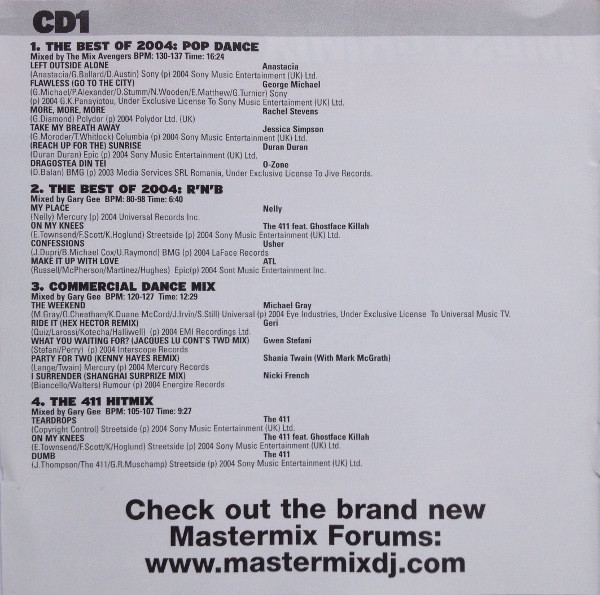 CD1
1. THE BEST OF 2004: POP DANCE
Mixed by The Mix Avengers BPM: 130-137 Time: 16:24
LEFT OUTSIDE ALONE Anastacia
(Anastacia/G.Ballard/D.Austin) Sony (p) 2004 Sony Music Entertainment (UK) Ltd.
FLAWLESS (GO TO THE CITY) George Michael
(G.Michael/P.Alexander/O.Stumm/N.Wooden/E.Matthew/G.Turnior) Sony
(p) 2004 G.K.Panayiotou, Under Exclusive License To Sony Music Entertainment (UK) Ltd.
MORE, MORE, MORE Rachel Stevens
(G.Diamond) Polydor (p) 2004 Polydor Ltd. (UK)
TAKE MY BREATH AWAY Jessica Simpson
(G.Moroder/T.Whitlock) Columbia (p) 2004 Sony Music Entertainment (UK) Ltd.
(REACH UP FOR THE) SUNRISE Duran Duran
(Duran Duran) Epic (p) 2004 Sony Music Entertainment (UK) Ltd.
DRAGOSTEA DIN TEI O-Zone
(D.Balan) BMG (p) 2003 Media Services SRL Romania, Under Exclusive License To Jive Records.
2. THE BEST OF 2004: R'N'B
Mixed by Gary Gee BPM: 80-98 Time: 6:40
MY PLACE Nelly
(Nelly) Mercury (p) 2004 Universal Records Inc.
ON MY KNEES The 411 feat. Ghostface Killah
(E.Townsend/F.Scott/K.Hoglund) Streetside (p) 2004 Sony Music Entertainment (UK) Ltd.
CONFESSIONS Usher
(J.Dupri/B.Michael Cox/U.Raymond) BMG (p) 2004 LaFace Records
MAKE IT UP WITH LOVE ATL
(Russell/McPherson/Martinez/Hughes) Epic(p) 2004 Sont Music Entertainment Inc.
3. COMMERCIAL DANCE MIX
Mixed by Gary Gee BPM: 120-127 Time: 12:29
THE WEEKEND Michael Gray
(M.Gray/G.Cheatham/K.Duane McCord/J.Irvin/S.Still) Universal (p) 2004 Eye Industries, Under Exclusive License To Universal Music TV.
RIDE IT (HEX HECTOR REMIX) Geri
(Quiz/Larossi/Kotecha/Halliwell) (p) 2004 EMI Recordings Ltd.
WHAT YOU WAITING FOR? (JACQUES LU CONT'S TWD MIX) Gwen Stefani
(Stefani/Perry) (p) 2004 Interscope Records
PARTY FOR TWO (KENNY HAYES REMIX) Shania Twain (With Mark McGrath)
(Lange/Twain) Mercury (p) 2004 Mercury Records
I SURRENDER (SHANGHAI SURPRIZE MIX) Nicki French
(Biancello/Walters) Rumour (p) 2004 Energize Records
4. THE 411 HITMIX
Mixed by Gary Gee BPM: 105-107 Time: 9:27
TEARDROPS The 411
(Copyright Control) Streetside (p) 2004 Sony Music Entertainment (UK) Ltd.
ON MY KNEES The 411 feat. Ghostface Killah
(E.Townsend/F.Scott/K/Hoglund) Streetside (p) 2004 Sony Music Entertainment (UK) Ltd.
DUMB The 411
(J.Thompson/The 411/G.R.Muschamp) Streetside (p) 2004 Sony Music Entertainment (UK) Ltd.
Check out the brand new
Mastermix Forums:
www.mastermixdj.com